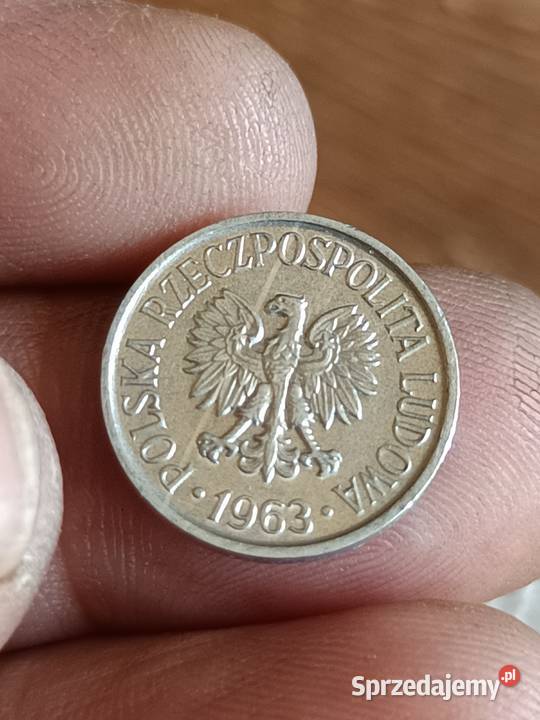 POLSKA RZECZPOSPOLITA LUDOWA
· 1963 ·
Sprzedajemy.pl